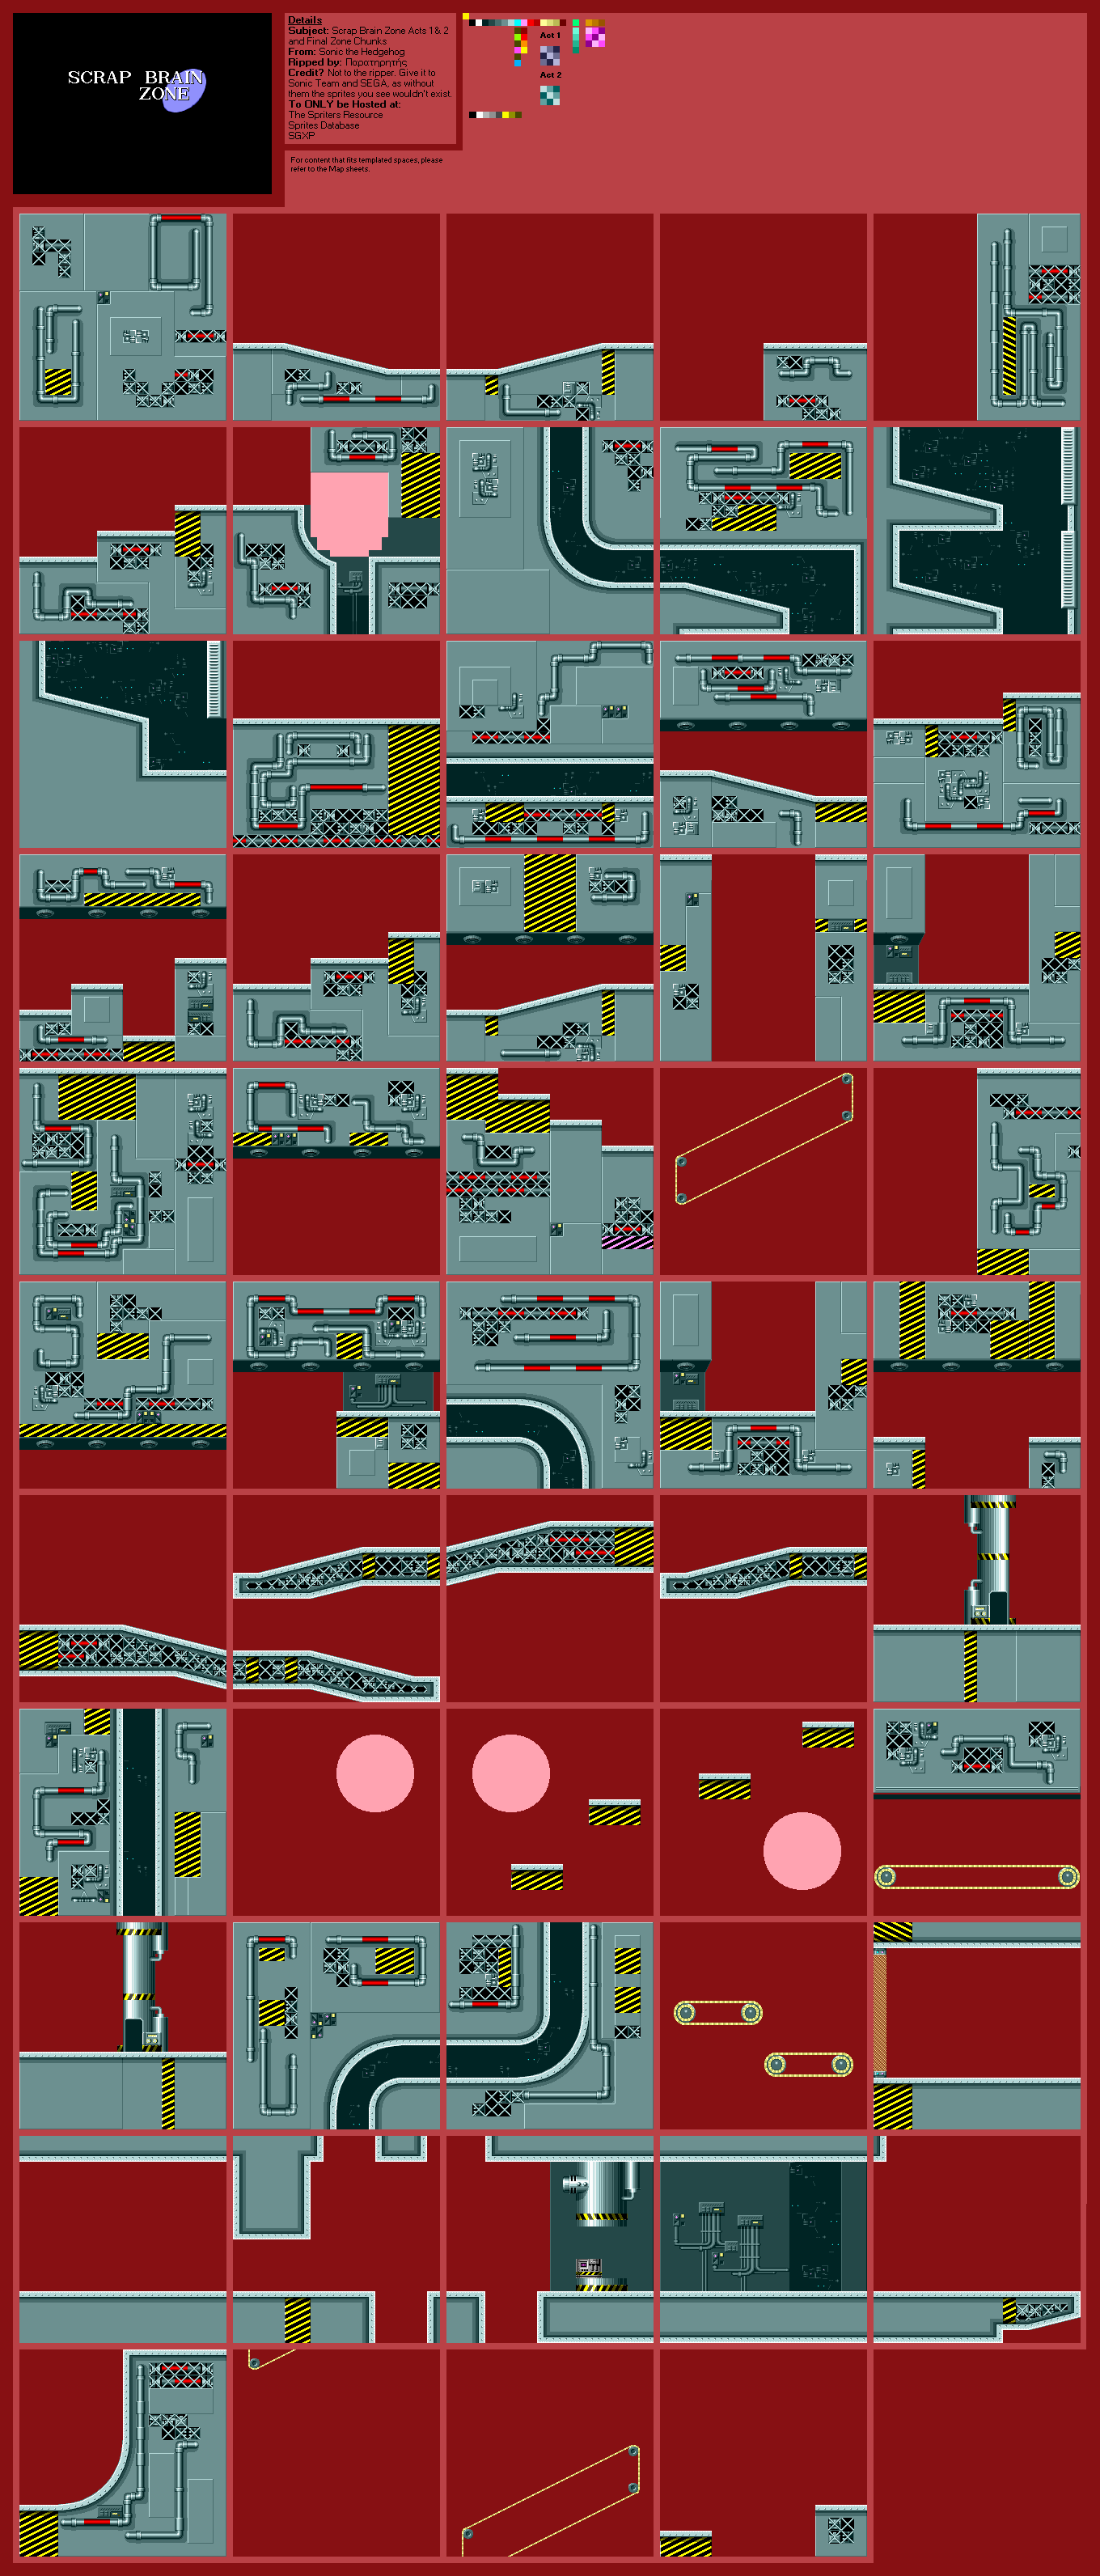 SCRAP BRAIN
ZONE
Details
Subject: Scrap Brain Zone Acts 1 & 2
and Final Zone Chunks
From: Sonic the Hedgehog
Ripped by: Παρατηρητής
Credit? Not to the ripper. Give it to
Sonic Team and SEGA, as without
them the sprites you see wouldn't exist.
To ONLY be Hosted at:
The Spriters Resource
Sprites Database
SGXP
For content that fits templated spaces, please
refer to the Map sheets.
Act 1
Act 2